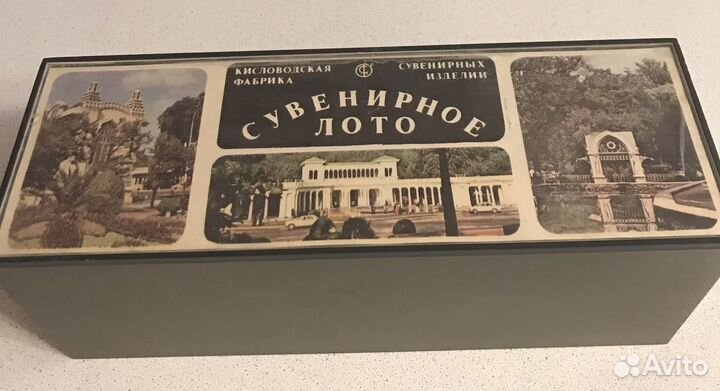 КИСЛОВОДСКАЯ СУВЕНИРНЫХ
ФАБРИКА ИЗДЕЛИЙ
СУВЕНИРНОЕ
ЛОТО
Avito